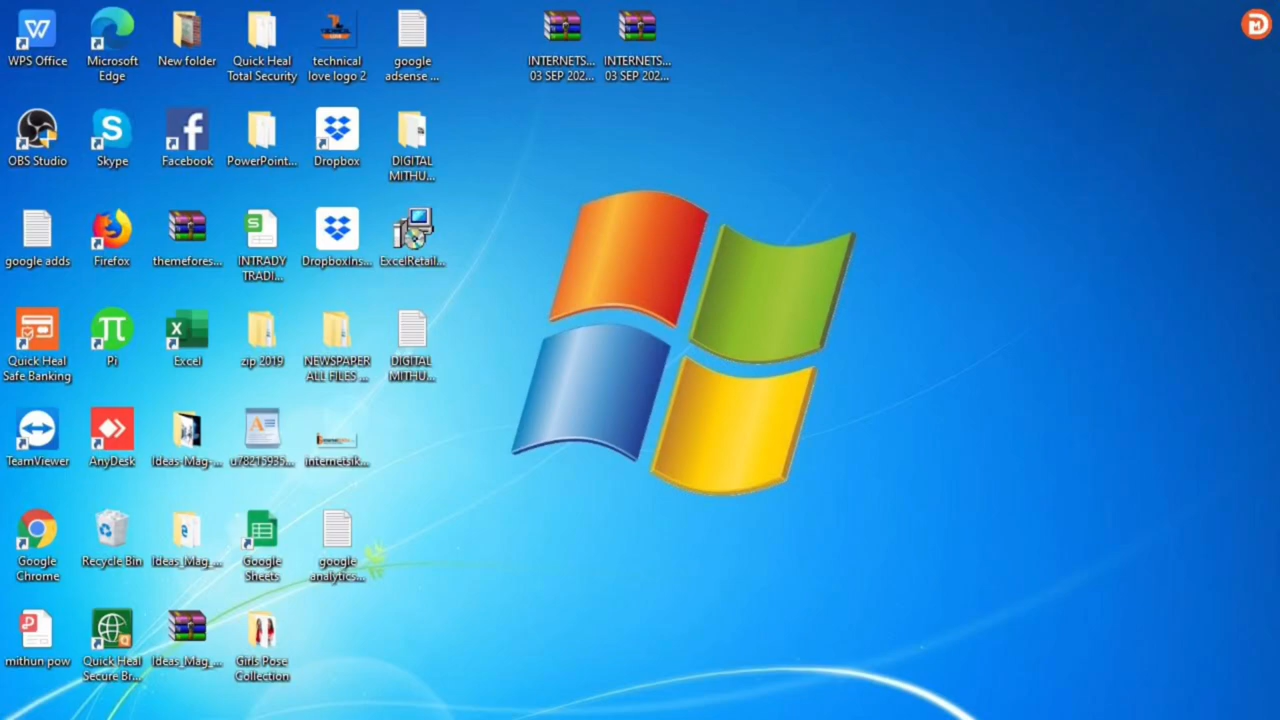 WPS Office
Microsoft
Edge
New folder
Quick Heal
Total Security
technical
love logo 2
google
adsense ...
INTERNETS...
03 SEP 202...
INTERNETS...
03 SEP 202...
OBS Studio
Skype
Facebook
PowerPoint...
Dropbox
DIGITAL
MITHU...
google adds
Firefox
themefores...
INTRADY
TRADI...
DropboxIns...
ExcelRetail...
Quick Heal
Safe Banking
Pi
Excel
zip 2019
NEWSPAPER
ALL FILES ...
DIGITAL
MITHU...
TeamViewer
AnyDesk
Ideas-Mag-...
u78215935...
internetsik...
Google
Chrome
Recycle Bin
Ideas_Mag_...
Google
Sheets
google
analytics...
mithun pow
Quick Heal
Secure Br...
Ideas_Mag_...
Girls Pose
Collection